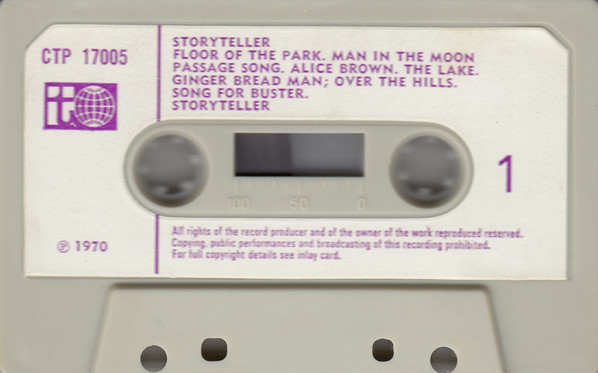 CTP 17005
it
℗ 1970
STORYTELLER
FLOOR OF THE PARK. MAN IN THE MOON
PASSAGE SONG. ALICE BROWN. THE LAKE.
GINGER BREAD MAN; OVER THE HILLS.
SONG FOR BUSTER.
STORYTELLER
100 50 0
1
All rights of the record producer and of the owner of the work reproduced reserved.
Copying, public performances and broadcasting of this recording prohibited.
For full copyright details see inlay card.